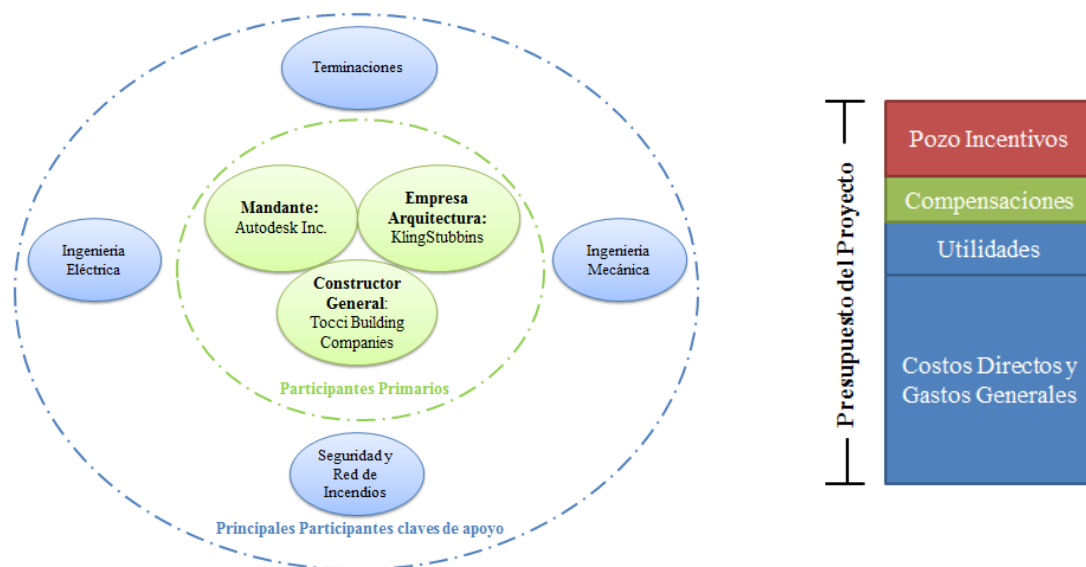 Terminaciones
Mandante:
Autodesk Inc.
Empresa
Arquitectura:
KlingStubbins
Ingeniería
Eléctrica
Ingeniería
Mecánica
Constructor
General:
Tocci Building
Companies
Participantes Primarios
Seguridad y
Red de
Incendios
Principales Participantes claves de apoyo
Presupuesto del Proyecto
Pozo Incentivos
Compensaciones
Utilidades
Costos Directos y
Gastos Generales